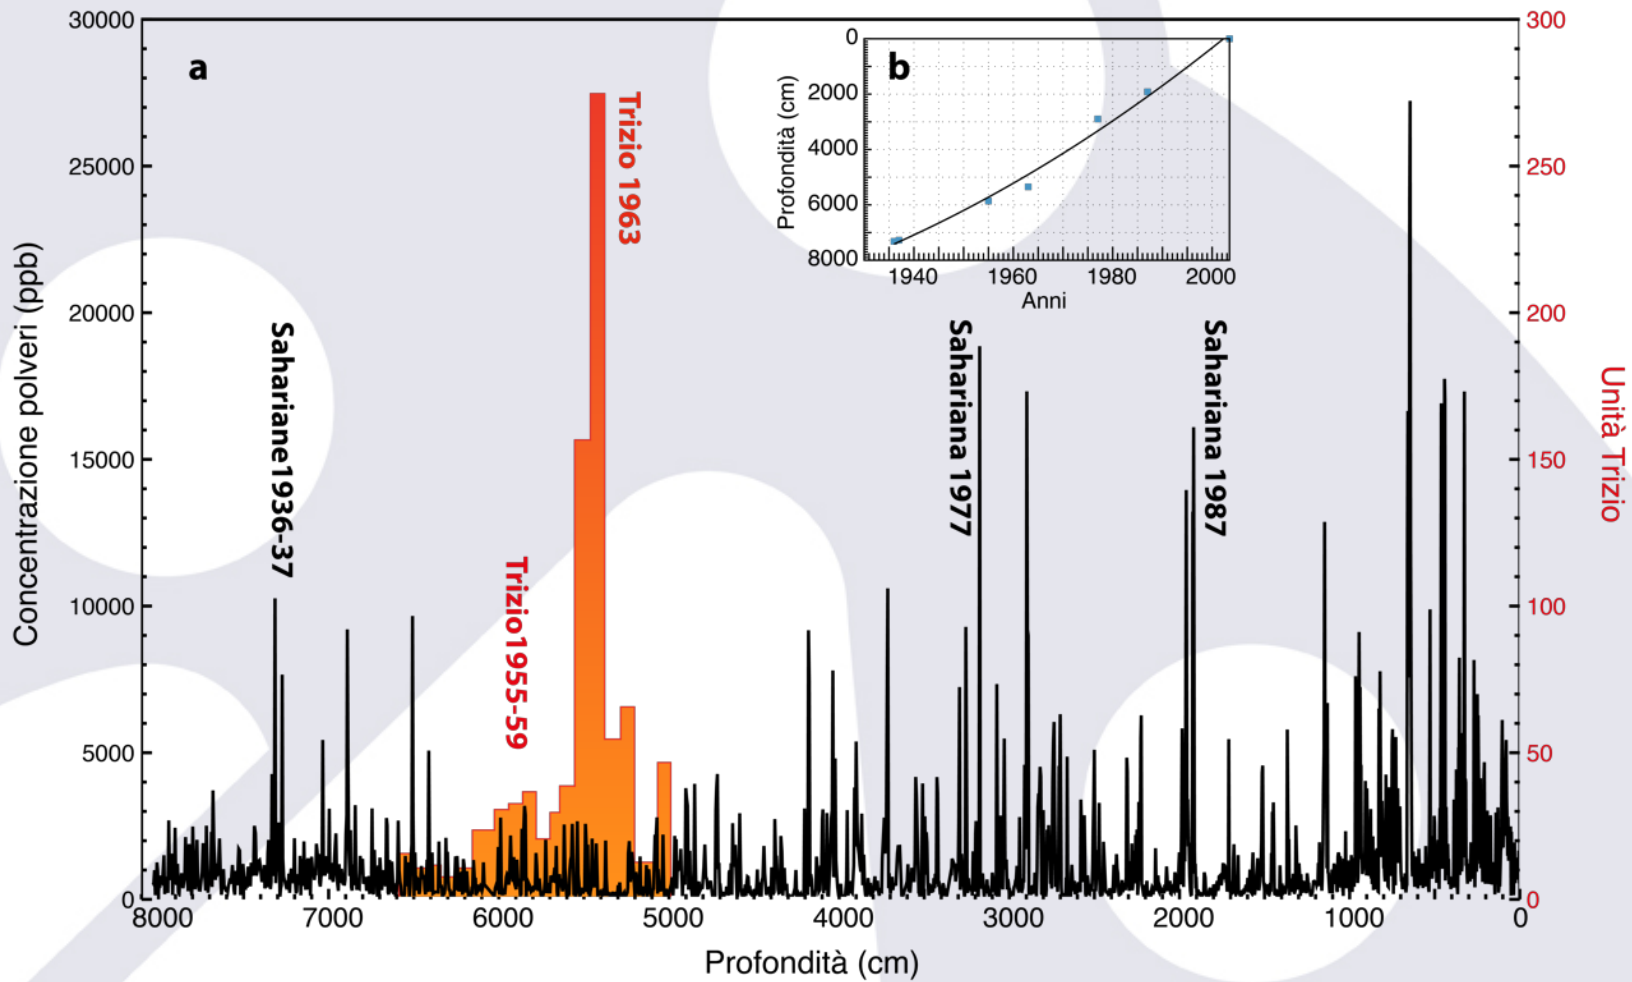 a
30000
25000
20000
15000
10000
5000
0
Concentrazione polveri (ppb)
8000
7000
6000
5000
4000
3000
2000
1000
0
Profondità (cm)
300
250
200
150
100
50
0
Unità Trizio
Sahariane1936-37
Trizio1955-59
Trizio 1963
Sahariana 1977
Sahariana 1987
b
0
2000
4000
6000
8000
Profondità (cm)
1940
1960
1980
2000
Anni